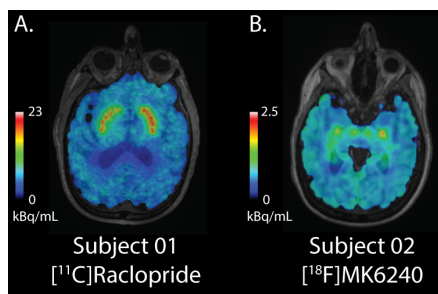 A.
B.
23
0
kBq/mL
2.5
0
kBq/mL
Subject 01
[¹¹C]Raclopride
Subject 02
[¹⁸F]MK6240